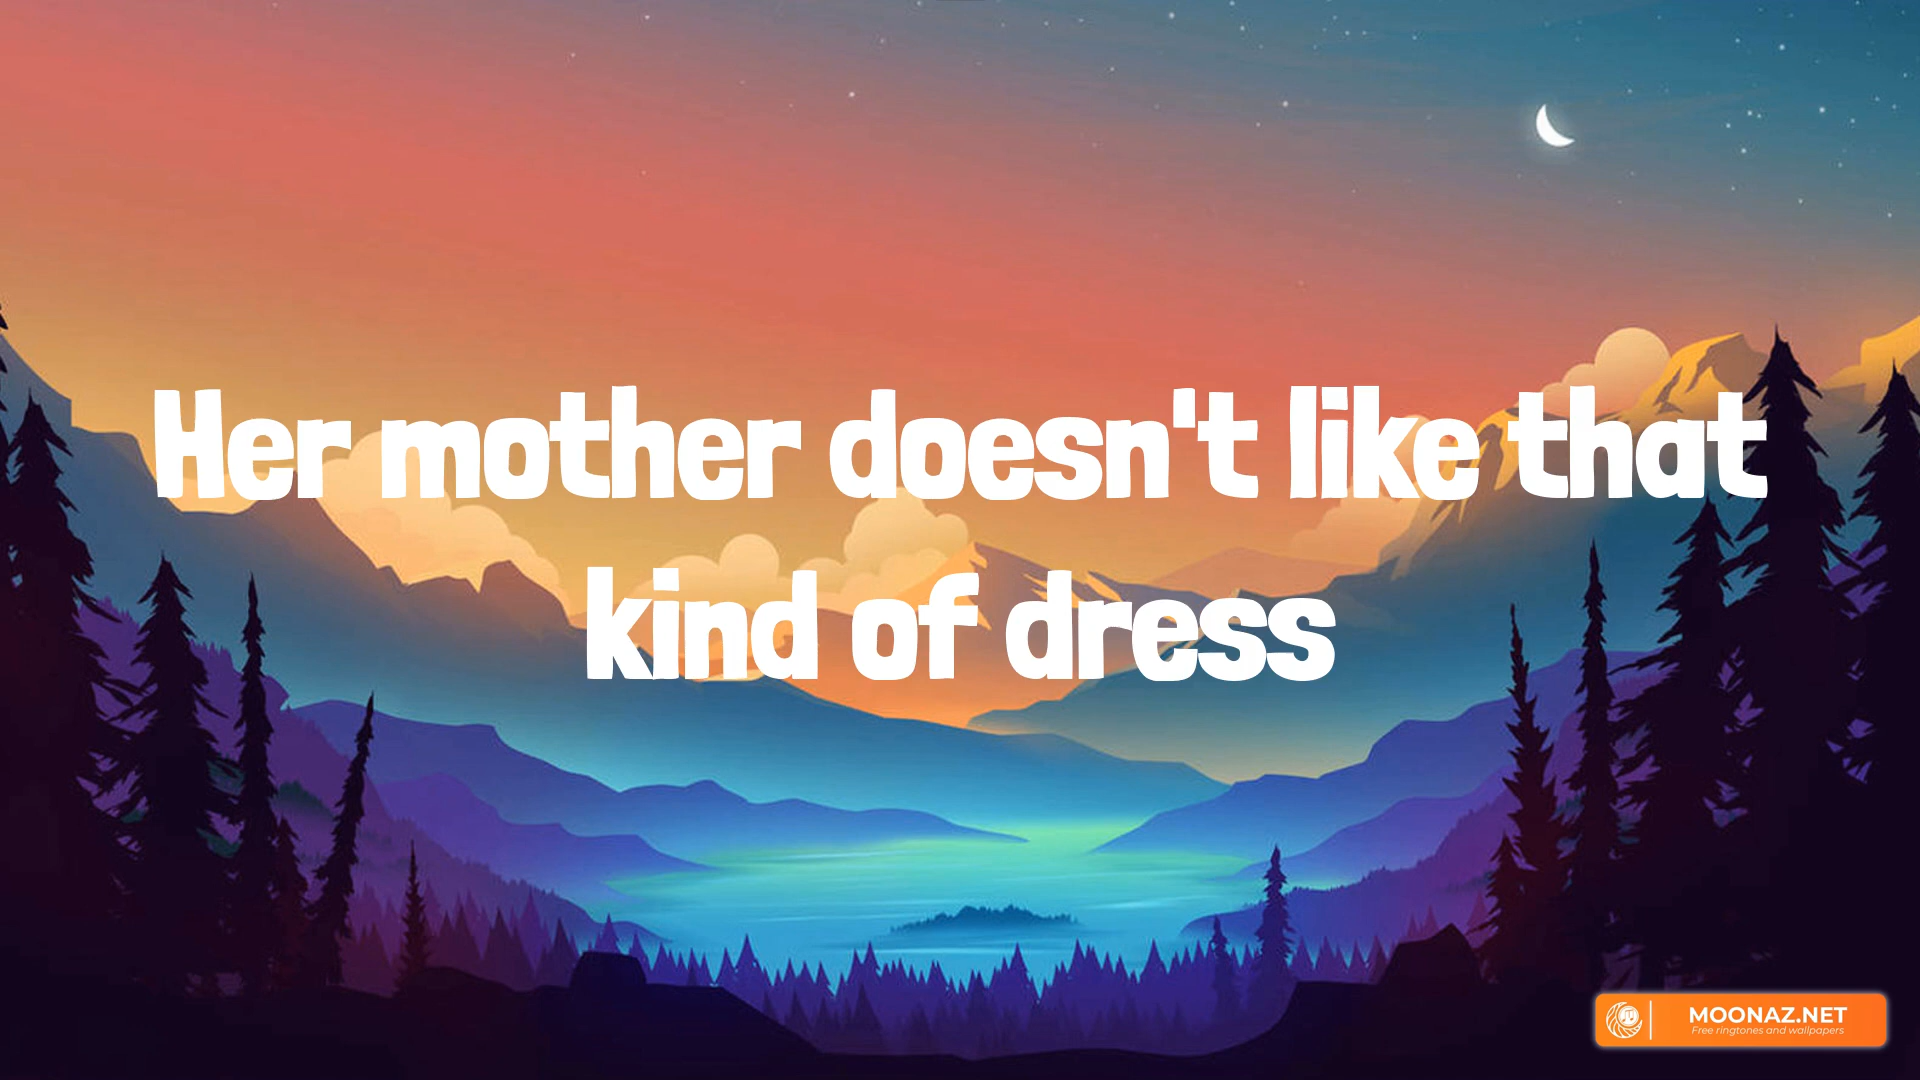 Her mother doesn't like that
kind of dress
MOONAZ.NET
Free ringtones and wallpapers